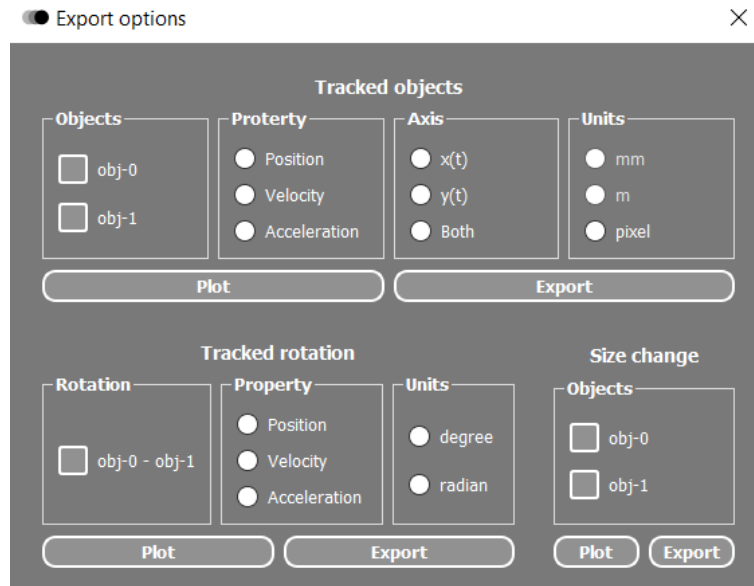 Export options
Tracked objects
Objects Proterty Axis Units
obj-0
obj-1
Position
Velocity
Acceleration
x(t)
y(t)
Both
mm
m
pixel
Plot Export
Tracked rotation
Rotation Property Units
obj-0 - obj-1
Position
Velocity
Acceleration
degree
radian
Plot Export
Size change
Objects
obj-0
obj-1
Plot Export